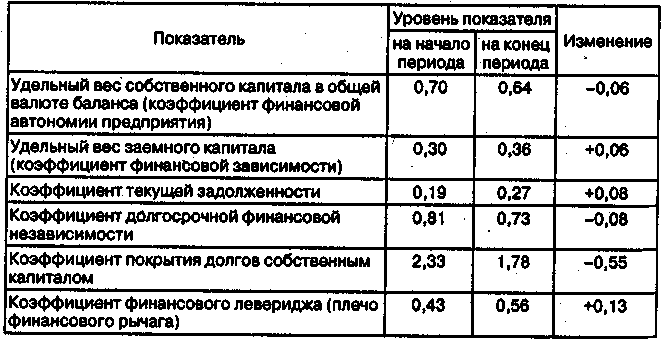 Показатель
Уровень показателя
на начало периода
на конец периода
Изменение
Удельный вес собственного капитала в общей
валюте баланса (коэффициент финансовой
автономии предприятия)
0,70
0,64
–0,06
Удельный вес заемного капитала
(коэффициент финансовой зависимости)
0,30
0,36
+0,06
Коэффициент текущей задолженности
0,19
0,27
+0,08
Коэффициент долгосрочной финансовой
независимости
0,81
0,73
–0,08
Коэффициент покрытия долгов собственным
капиталом
2,33
1,78
–0,55
Коэффициент финансового левериджа (плечо
финансового рычага)
0,43
0,56
+0,13